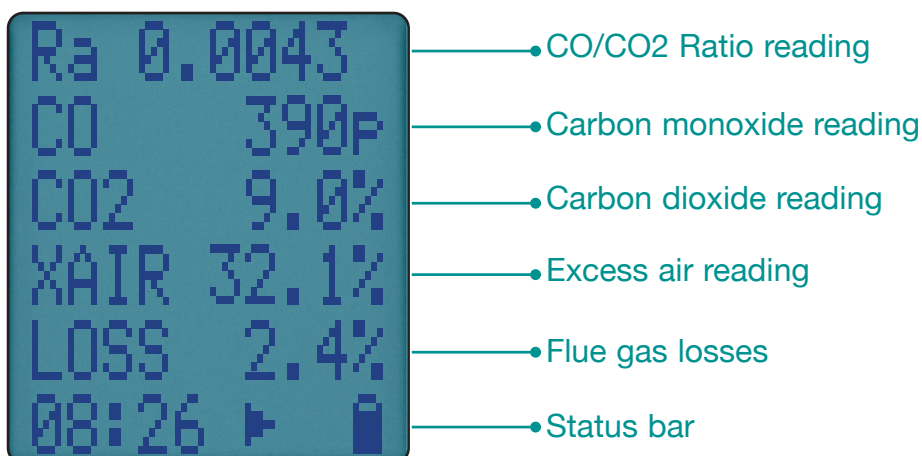 Ra 0.0043 CO/CO2 Ratio reading
CO 390p Carbon monoxide reading
CO2 9.0% Carbon dioxide reading
XAIR 32.1% Excess air reading
LOSS 2.4% Flue gas losses
08:26 Status bar